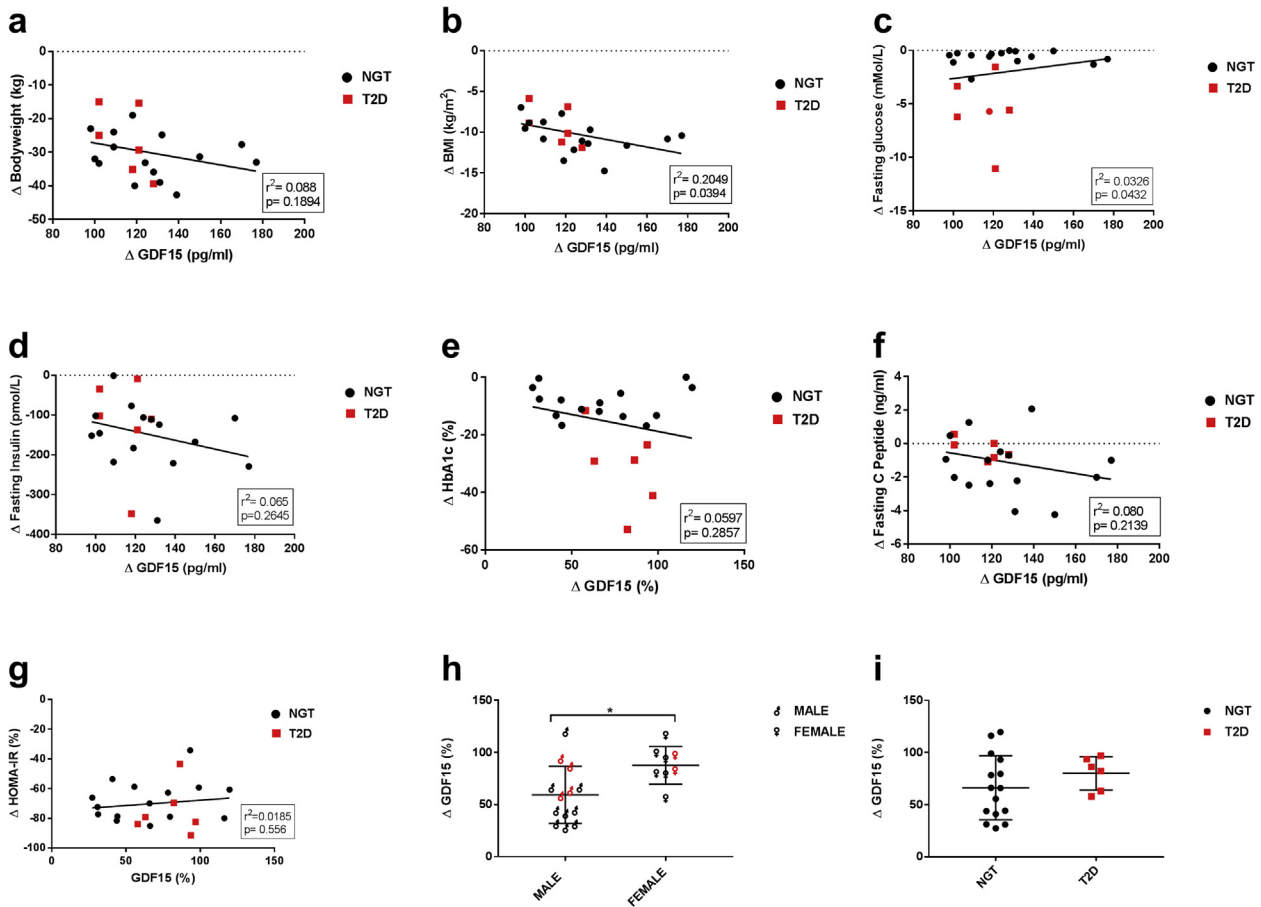 a
Δ Bodyweight (kg)
0
-10
-20
-30
-40
-50
80 100 120 140 160 180 200
Δ GDF15 (pg/ml)
NGT
T2D
r²= 0.088
p= 0.1894
b
Δ BMI (kg/m²)
0
-5
-10
-15
-20
80 100 120 140 160 180 200
Δ GDF15 (pg/ml)
NGT
T2D
r²= 0.2049
p= 0.0394
c
Δ Fasting glucose (mMol/L)
0
-5
-10
-15
80 100 120 140 160 180 200
Δ GDF15 (pg/ml)
NGT
T2D
r²= 0.0326
p= 0.0432
d
Δ Fasting Insulin (pmol/L)
0
-100
-200
-300
-400
80 100 120 140 160 180 200
Δ GDF15 (pg/ml)
NGT
T2D
r²= 0.065
p=0.2645
e
Δ HbA1c (%)
0
-20
-40
-60
0 50 100 150
Δ GDF15 (%)
NGT
T2D
r²= 0.0597
p= 0.2857
f
Δ Fasting C Peptide (ng/ml)
4
2
0
-2
-4
-6
80 100 120 140 160 180 200
Δ GDF15 (pg/ml)
NGT
T2D
r²= 0.080
p= 0.2139
g
Δ HOMA-IR (%)
0
-20
-40
-60
-80
-100
50 100 150
GDF15 (%)
NGT
T2D
r²=0.0185
p= 0.556
h
Δ GDF15 (%)
150
100
50
0
*
MALE FEMALE
♂ MALE
♀ FEMALE
i
Δ GDF15 (%)
150
100
50
0
NGT T2D
NGT
T2D